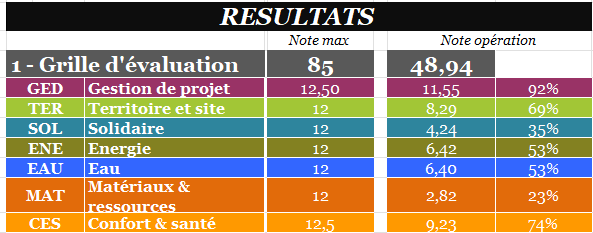 RESULTATS
Note max Note opération
1 - Grille d'évaluation 85 48,94
GED Gestion de projet 12,50 11,55 92%
TER Territoire et site 12 8,29 69%
SOL Solidaire 12 4,24 35%
ENE Energie 12 6,42 53%
EAU Eau 12 6,40 53%
MAT Matériaux & ressources 12 2,82 23%
CES Confort & santé 12,5 9,23 74%